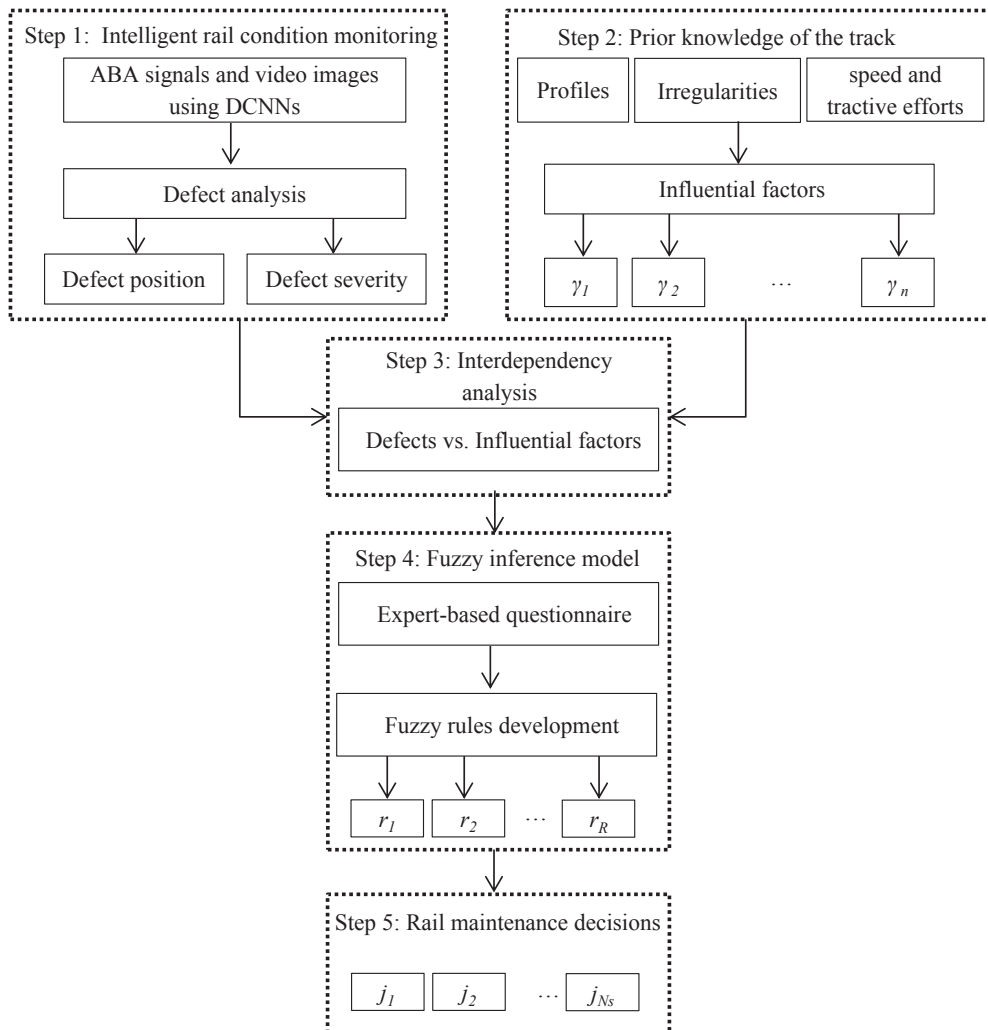 Step 1: Intelligent rail condition monitoring
ABA signals and video images
using DCNNs
Defect analysis
Defect position
Defect severity
Step 2: Prior knowledge of the track
Profiles
Irregularities
speed and
tractive efforts
Influential factors
γ1
γ2
...
γn
Step 3: Interdependency
analysis
Defects vs. Influential factors
Step 4: Fuzzy inference model
Expert-based questionnaire
Fuzzy rules development
r1
r2
...
rR
Step 5: Rail maintenance decisions
j1
j2
...
jNs